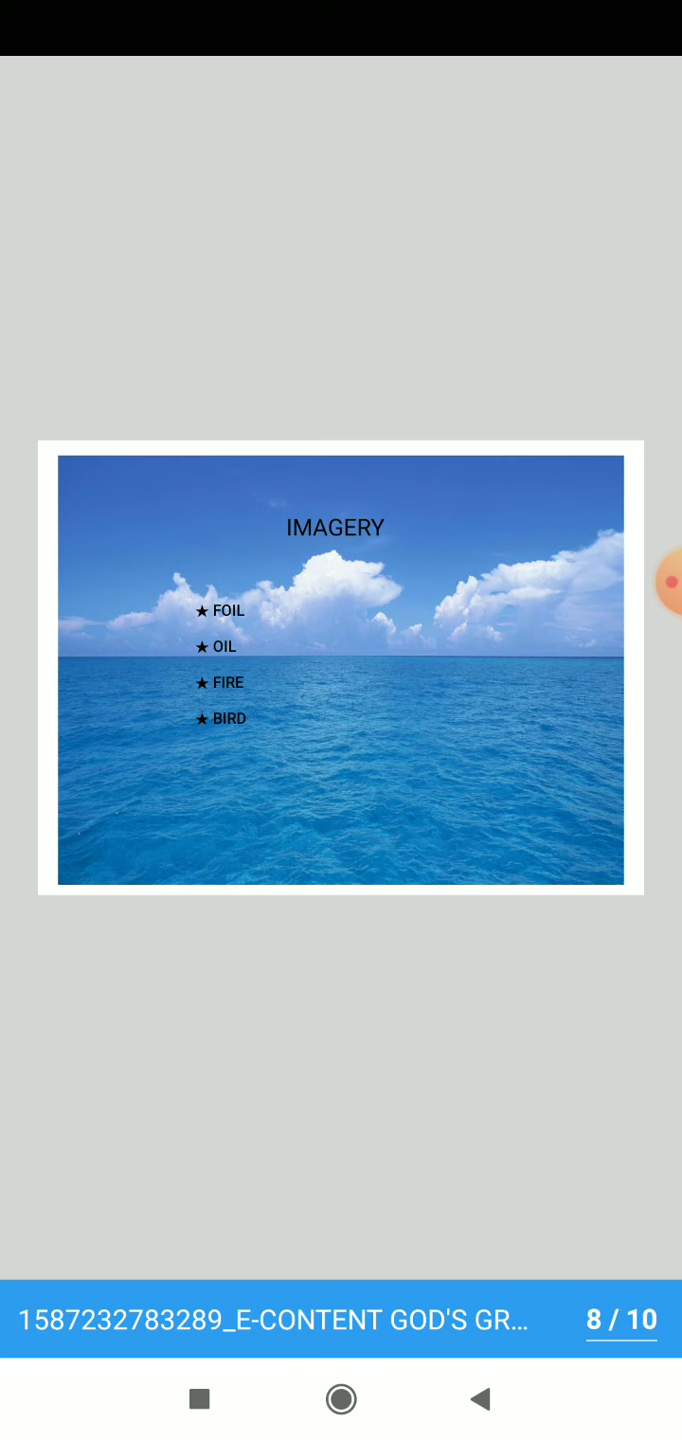 IMAGERY
★ FOIL
★ OIL
★ FIRE
★ BIRD
1587232783289_E-CONTENT GOD'S GR... 8 / 10